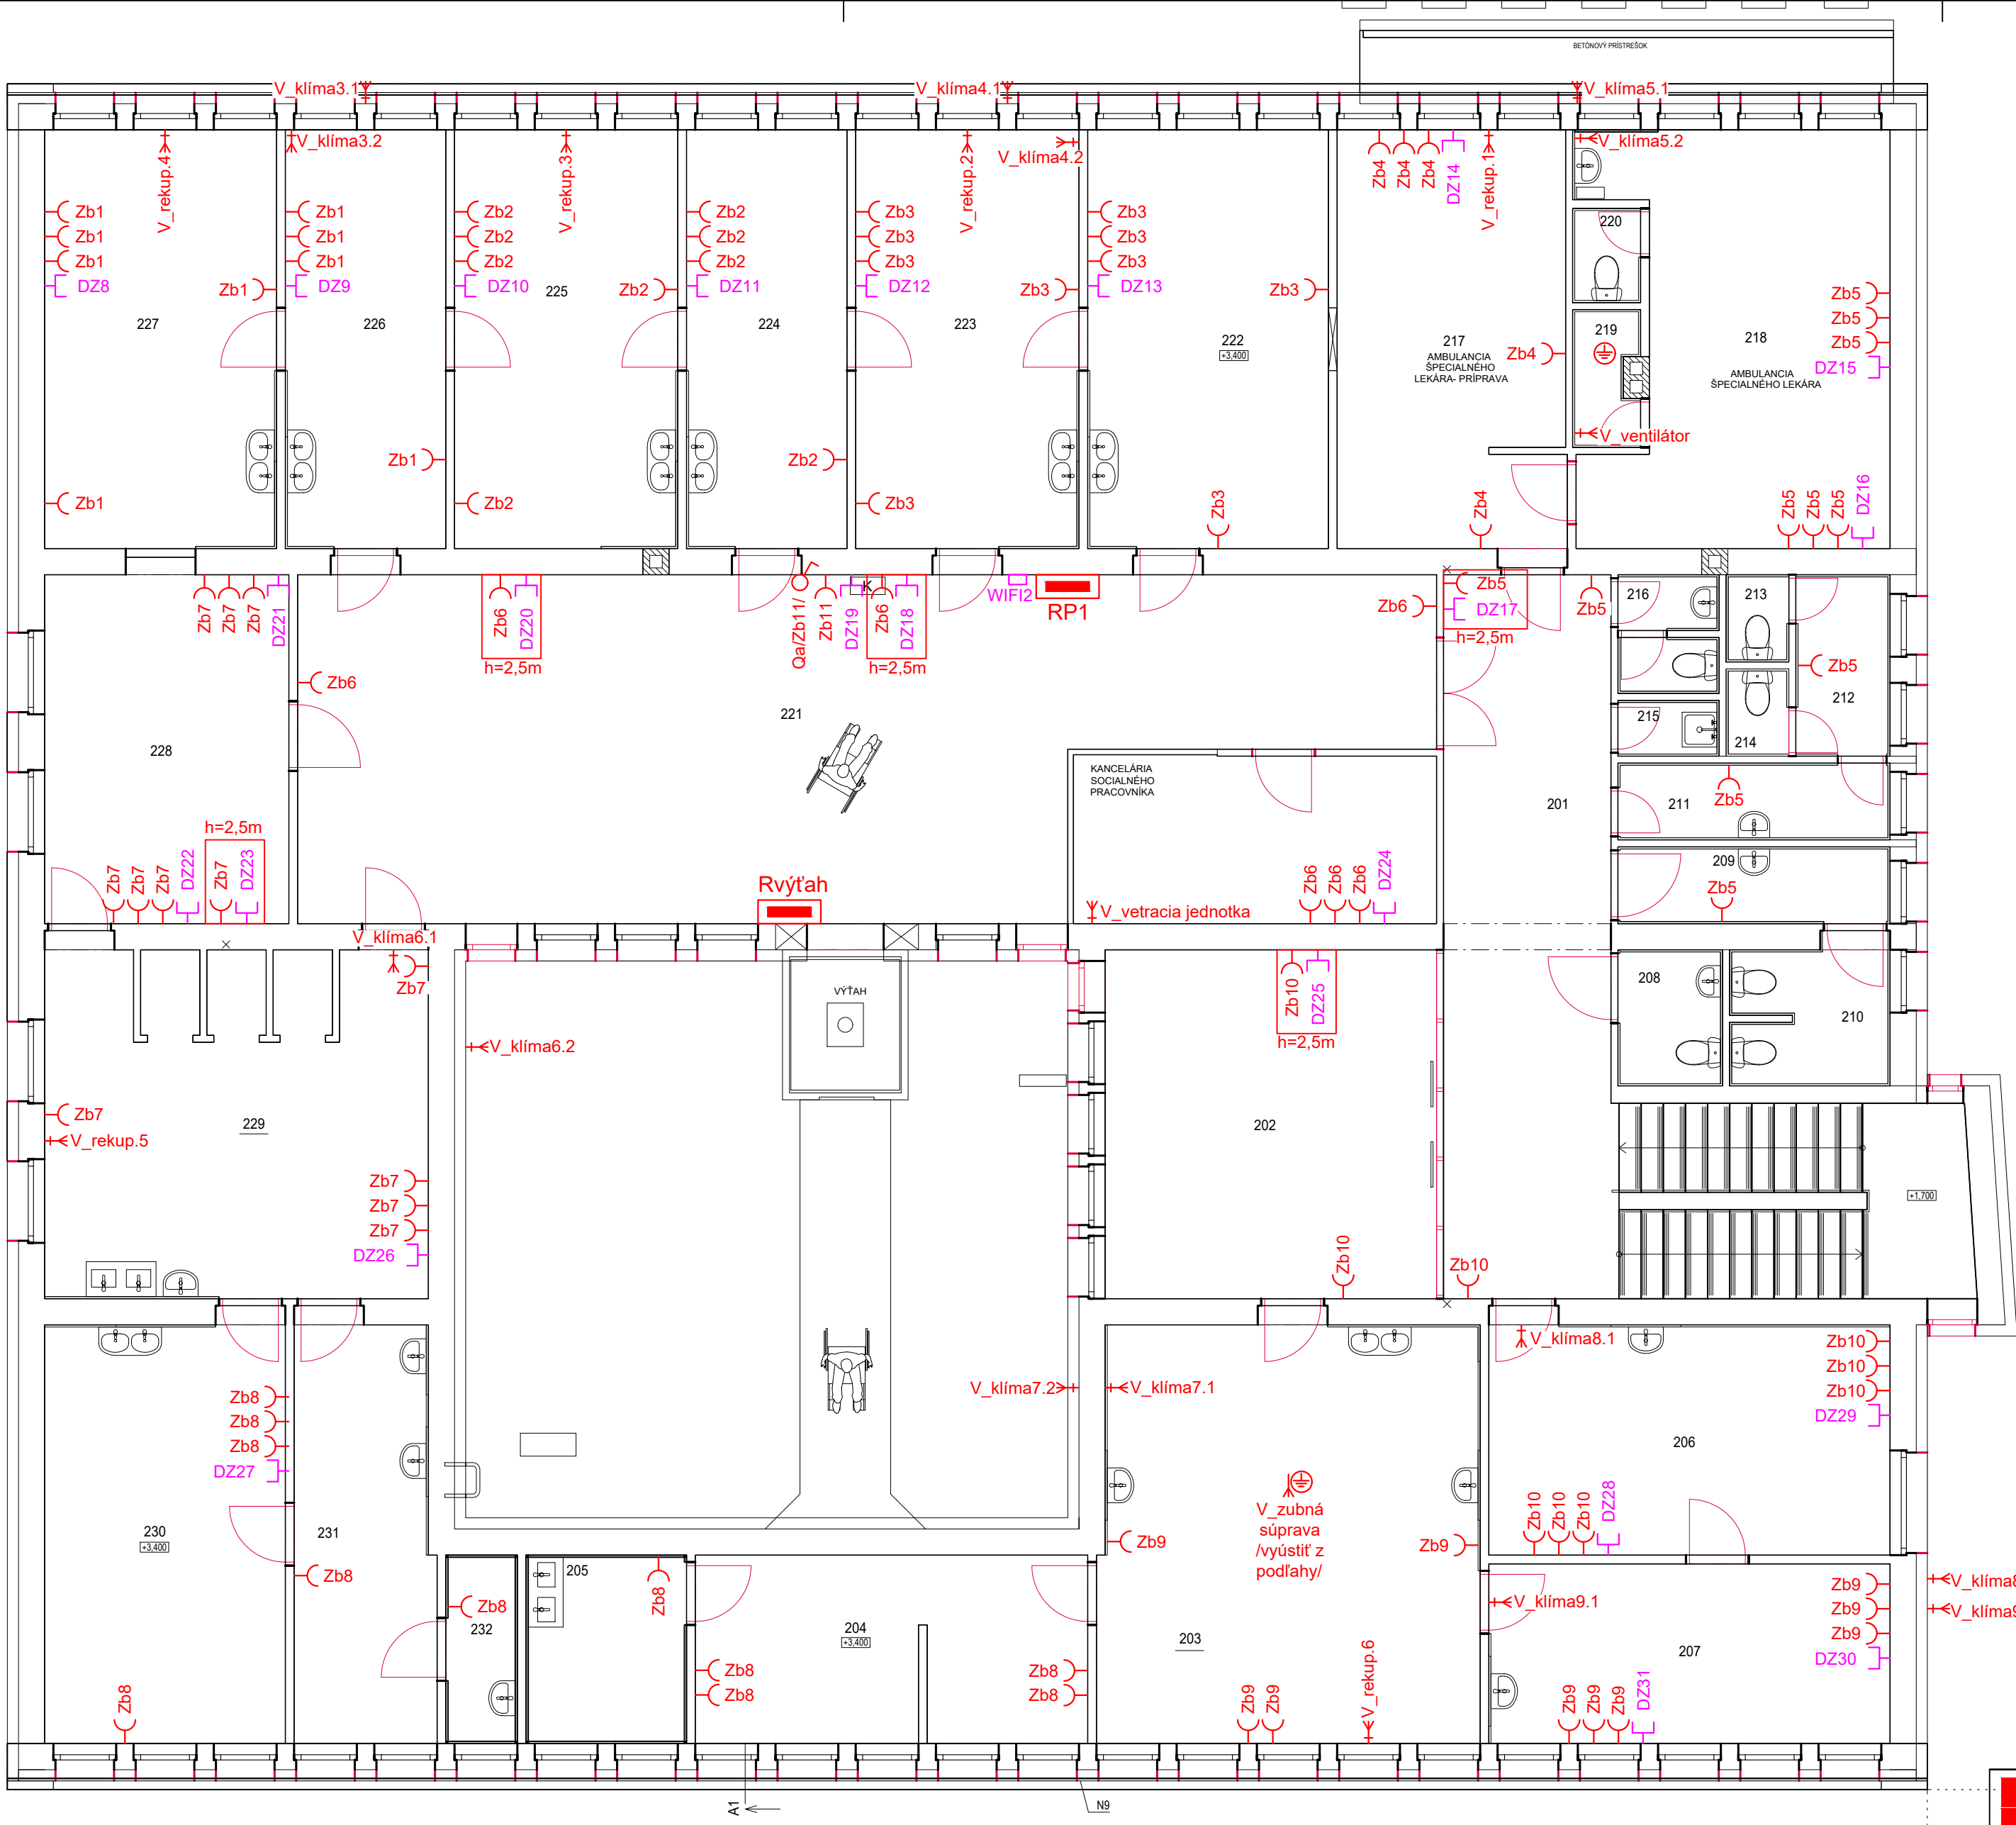 BETÓNOVÝ PRÍSTREŠOK
V_klíma3.1
V_klíma4.1
V_klíma5.1
V_rekup.4
V_klíma3.2
V_rekup.3
V_rekup.2
V_klíma4.2
Zb4
Zb4
Zb4
DZ14
V_rekup.1
V_klíma5.2
Zb1
Zb1
Zb1
DZ8
Zb1
227
Zb1
Zb1
Zb1
Zb1
DZ9
226
Zb1
Zb2
Zb2
Zb2
DZ10
225
Zb2
Zb2
Zb2
Zb2
Zb2
DZ11
224
Zb2
Zb3
Zb3
Zb3
DZ12
223
Zb3
Zb3
Zb3
Zb3
Zb3
DZ13
Zb3
222
+3,400
Zb3
217
AMBULANCIA
ŠPECIALNÉHO
LEKÁRA- PRÍPRAVA
Zb4
Zb4
220
219
V_ventilátor
218
AMBULANCIA
ŠPECIALNÉHO LEKÁRA
Zb5
Zb5
Zb5
DZ15
Zb5
Zb5
Zb5
DZ16
Zb7
Zb7
Zb7
DZ21
Zb6
Zb6
DZ20
h=2,5m
Qa/Zb11/
Zb11
DZ19
K
Zb6
DZ18
h=2,5m
WIFI2
RP1
Zb6
Zb5
DZ17
h=2,5m
Zb5
216
213
Zb5
212
215
214
221
228
KANCELÁRIA
SOCIALNÉHO
PRACOVNÍKA
201
211
Zb5
209
Zb5
h=2,5m
Zb7
Zb7
Zb7
DZ22
Zb7
DZ23
Rvýťah
V_vetracia jednotka
Zb6
Zb6
Zb6
DZ24
V_klíma6.1
Zb7
V_klíma6.2
VÝŤAH
Zb10
DZ25
h=2,5m
208
210
Zb7
V_rekup.5
229
Zb7
Zb7
Zb7
DZ26
202
+1,700
Zb10
Zb10
V_klíma8.1
V_klíma7.2
V_klíma7.1
Zb10
Zb10
Zb10
DZ29
206
Zb8
Zb8
Zb8
DZ27
230
+3,400
231
Zb8
Zb8
V_zubná
súprava
/vyústiť z
podľahy/
Zb9
Zb9
Zb10
Zb10
Zb10
DZ28
205
Zb8
Zb8
232
204
+3,400
Zb8
Zb8
Zb8
Zb8
203
Zb9
Zb9
V_rekup.6
V_klíma9.1
207
Zb9
Zb9
Zb9
DZ30
Zb9
Zb9
Zb9
DZ31
V_klíma8
V_klíma9
A1
N9